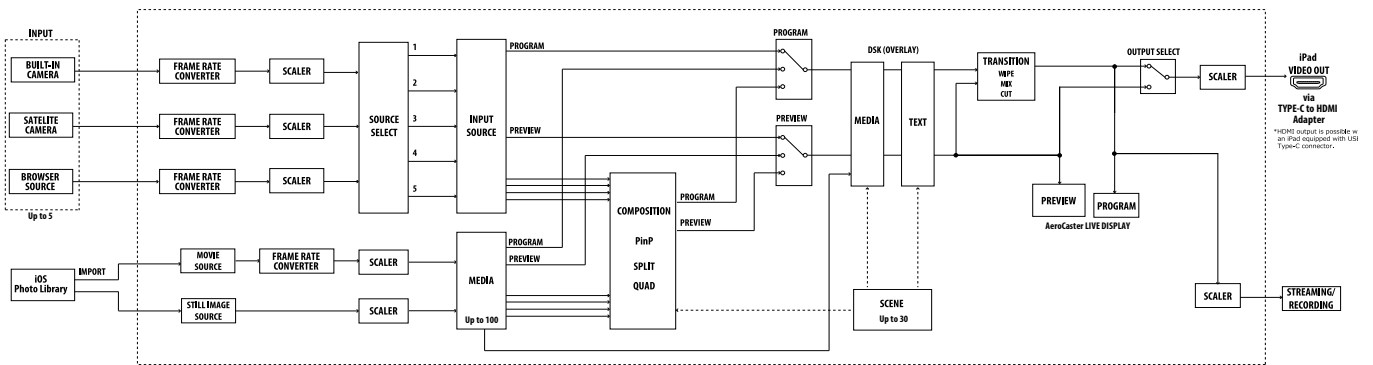 INPUT
BUILT-IN
CAMERA
SATELITE
CAMERA
BROWSER
SOURCE
Up to 5
iOS
Photo Library
IMPORT
FRAME RATE
CONVERTER
SCALER
FRAME RATE
CONVERTER
SCALER
FRAME RATE
CONVERTER
SCALER
MOVIE
SOURCE
FRAME RATE
CONVERTER
SCALER
STILL IMAGE
SOURCE
SCALER
SOURCE
SELECT
1
2
3
4
5
INPUT
SOURCE
PROGRAM
PREVIEW
MEDIA
Up to 100
PROGRAM
PREVIEW
COMPOSITION
PinP
SPLIT
QUAD
PROGRAM
PREVIEW
PROGRAM
PREVIEW
DSK (OVERLAY)
MEDIA
TEXT
SCENE
Up to 30
TRANSITION
WIPE
MIX
CUT
PREVIEW
PROGRAM
AeroCaster LIVE DISPLAY
OUTPUT SELECT
SCALER
SCALER
iPad
VIDEO OUT
via
TYPE-C to HDMI
Adapter
*HDMI output is possible w
an iPad equipped with USI
Type-C connector.
STREAMING/
RECORDING